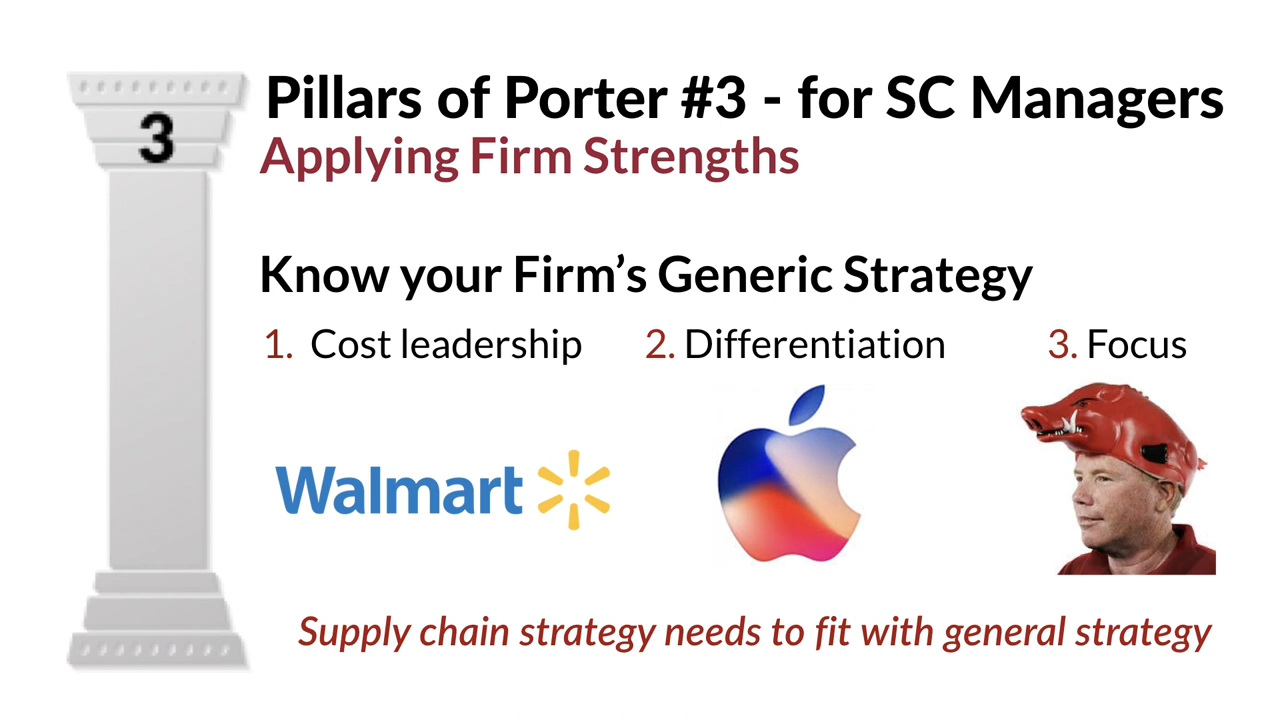 3
Pillars of Porter #3 - for SC Managers
Applying Firm Strengths
Know your Firm’s Generic Strategy
1. Cost leadership
2. Differentiation
3. Focus
Walmart
Supply chain strategy needs to fit with general strategy